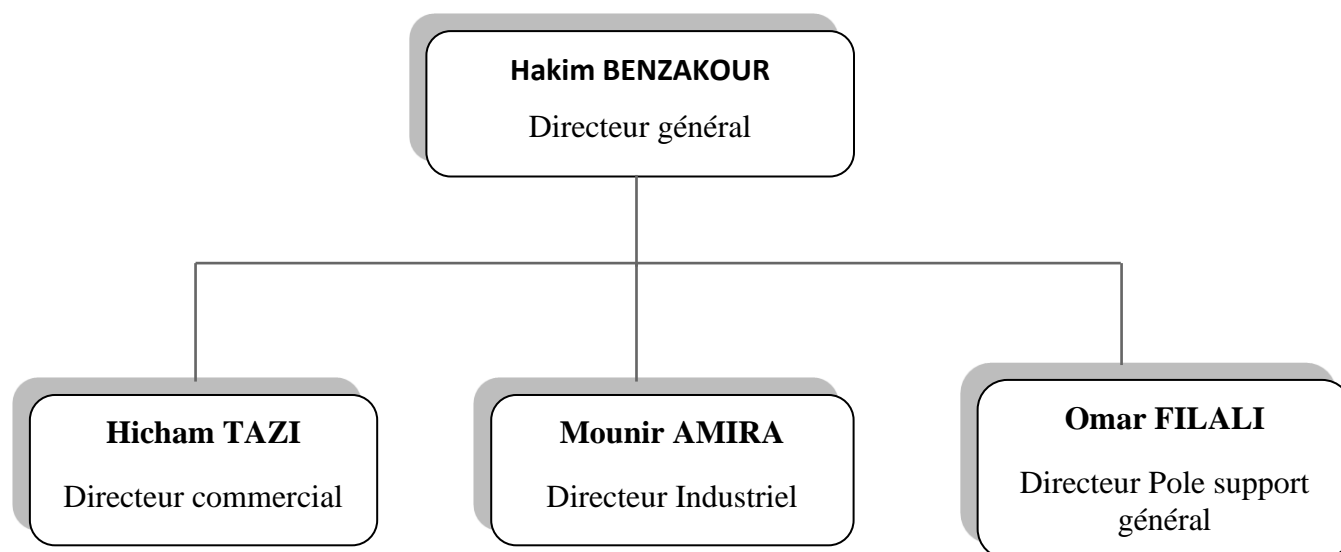 Hakim BENZAKOUR
Directeur général
Hicham TAZI
Directeur commercial
Mounir AMIRA
Directeur Industriel
Omar FILALI
Directeur Pole support
général